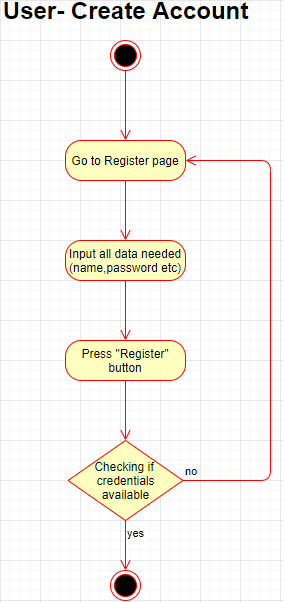 User- Create Account
Go to Register page
Input all data needed
(name,password etc)
Press "Register"
button
Checking if
credentials
available
no
yes